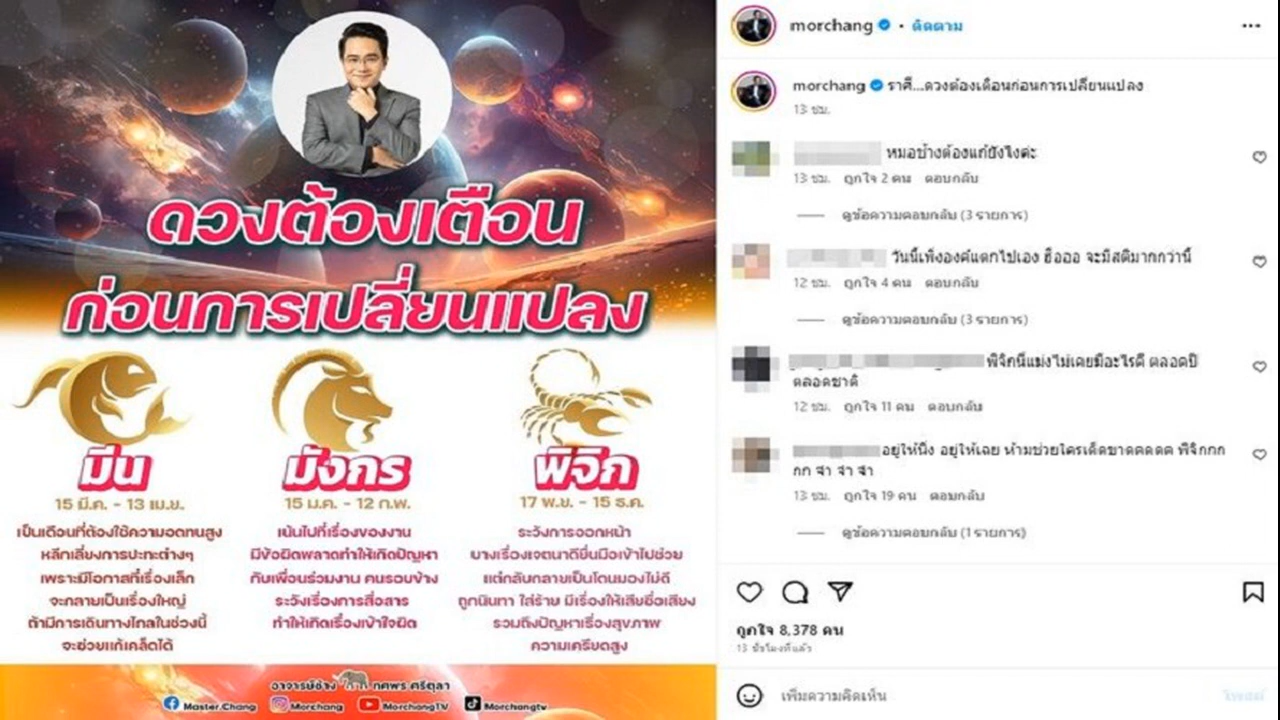 ดวงต้องเตือน
ก่อนการเปลี่ยนแปลง
มีน
15 มี.ค. - 13 เม.ย.
เป็นเดือนที่ต้องใช้ความอดทนสูง
หลีกเลี่ยงการปะทะต่างๆ
เพราะมีโอกาสที่เรื่องเล็ก
จะกลายเป็นเรื่องใหญ่
ถ้ามีการเดินทางไกลในช่วงนี้
จะช่วยแก้เคล็ดได้
มังกร
15 ม.ค. - 12 ก.พ.
เน้นไปที่เรื่องของงาน
มีข้อผิดพลาดทำให้เกิดปัญหา
กับเพื่อนร่วมงาน คนรอบข้าง
ระวังเรื่องการสื่อสาร
ทำให้เกิดเรื่องเข้าใจผิด
พิจิก
17 พ.ย. - 15 ธ.ค.
ระวังการออกหน้า
บางเรื่องเจตนาดียื่นมือเข้าไปช่วย
แต่กลับกลายเป็นโดนมองไม่ดี
ถูกนินทา ใส่ร้าย มีเรื่องให้เสียชื่อเสียง
รวมถึงปัญหาเรื่องสุขภาพ
ความเครียดสูง
อาจารย์ช้าง ทศพร ศรีตุลา
Master.Chang Morchang MorchangTV Morchangtv
morchang • ติดตาม
morchang ราศี...ดวงต้องเตือนก่อนการเปลี่ยนแปลง
13 ชม.
หมอช้างต้องแก้ยังไงคะ
13 ชม. ถูกใจ 2 คน ตอบกลับ
ดูข้อความตอบกลับ (3 รายการ)
วันนี้เพิ่งองค์แตกไปเอง ฮืออออ จะมีสติมากกว่านี้
12 ชม. ถูกใจ 4 คน ตอบกลับ
ดูข้อความตอบกลับ (3 รายการ)
พิจิกนี่แม่งไม่เคยมีอะไรดี ตลอดปี
ตลอดชาติ
12 ชม. ถูกใจ 11 คน ตอบกลับ
อยู่ให้นิ่ง อยู่ให้เฉย ห้ามช่วยใครเด็ดขาดดดดด พิจิกกก
กก จำ จำ จำ
13 ชม. ถูกใจ 19 คน ตอบกลับ
ดูข้อความตอบกลับ (1 รายการ)
ถูกใจ 8,378 คน
13 ชั่วโมงที่แล้ว
เพิ่มความคิดเห็น
โพสต์